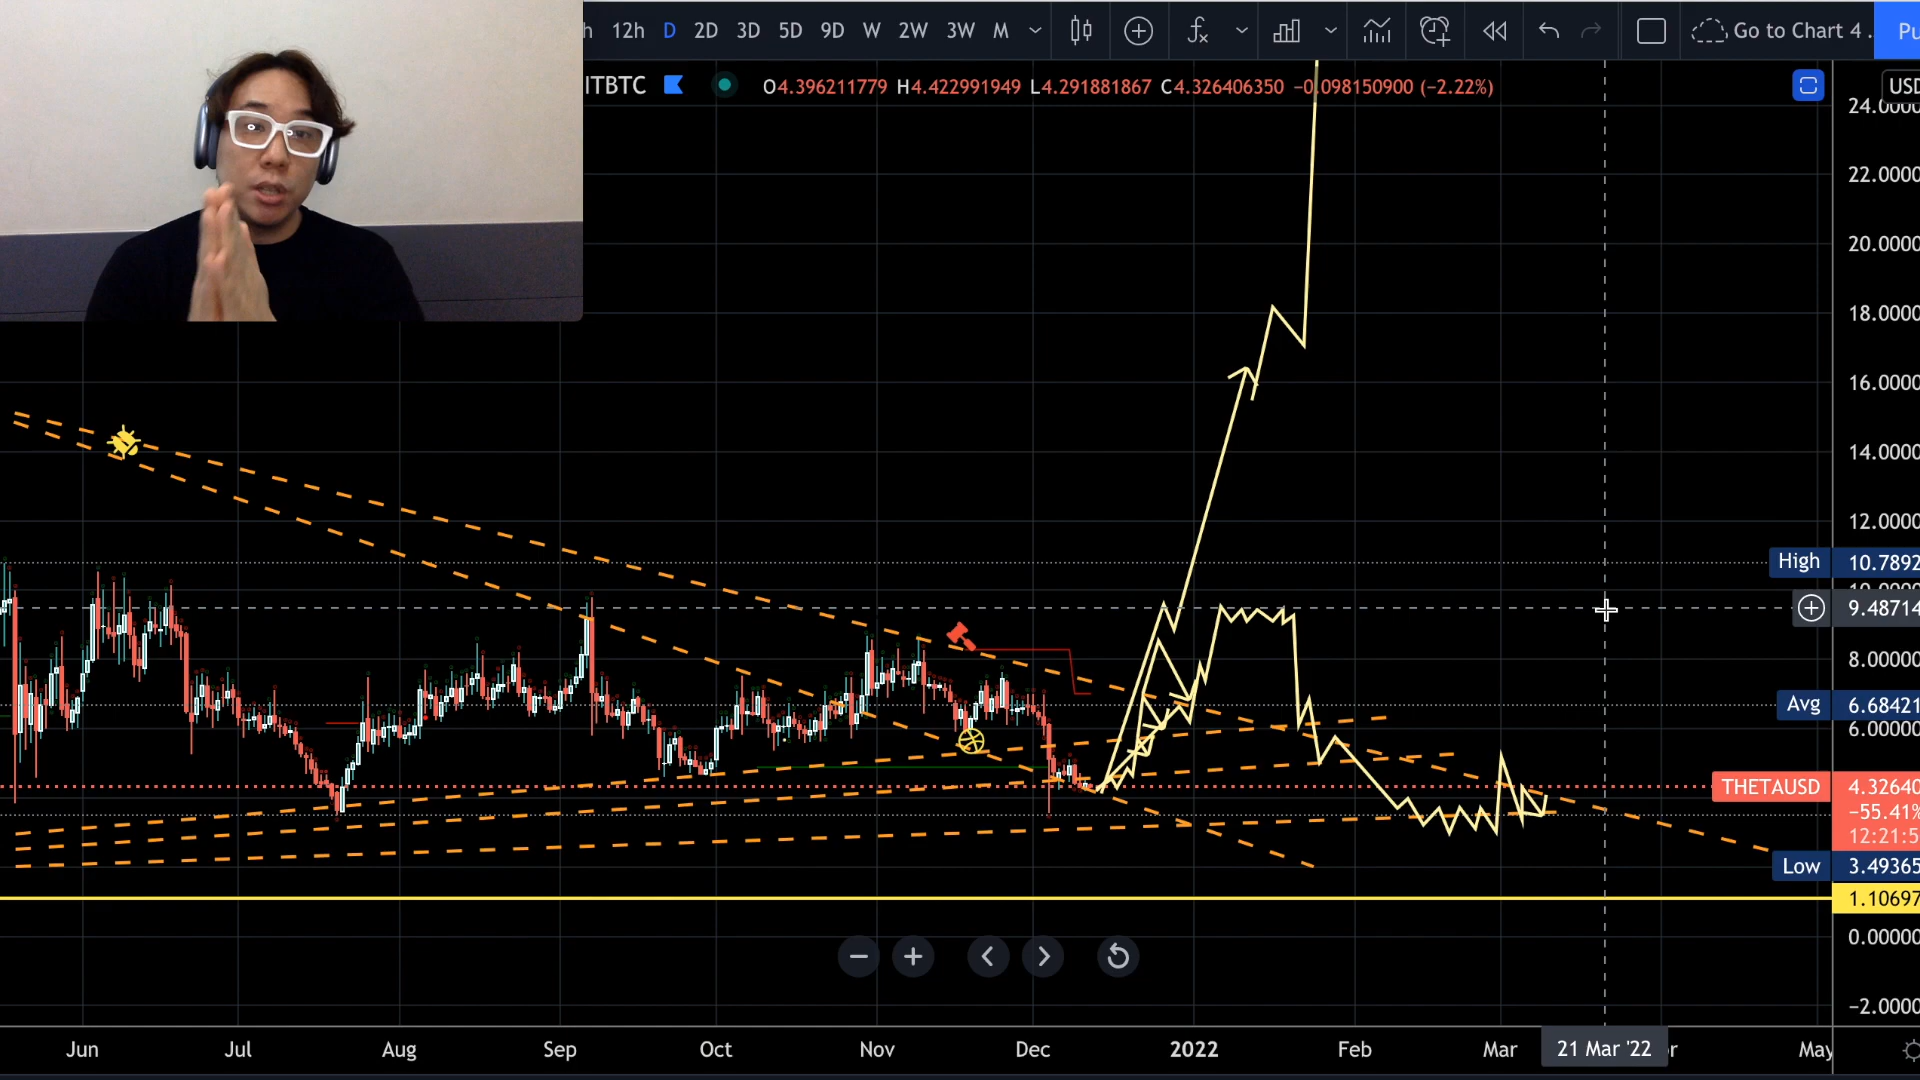 h 12h D 2D 3D 5D 9D W 2W 3W M Go to Chart 4 . Pu
ITBTC O4.396211779 H4.422991949 L4.291881867 C4.326406350 −0.098150900 (−2.22%) USD
24.0000
22.0000
20.0000
18.0000
16.0000
14.0000
12.0000
High 10.7892
9.48714
8.00000
Avg 6.68421
6.00000
THETAUSD 4.32640
−55.41%
12:21:5
Low 3.49365
1.10697
0.00000
−2.0000
Jun Jul Aug Sep Oct Nov Dec 2022 Feb Mar 21 Mar '22 r May